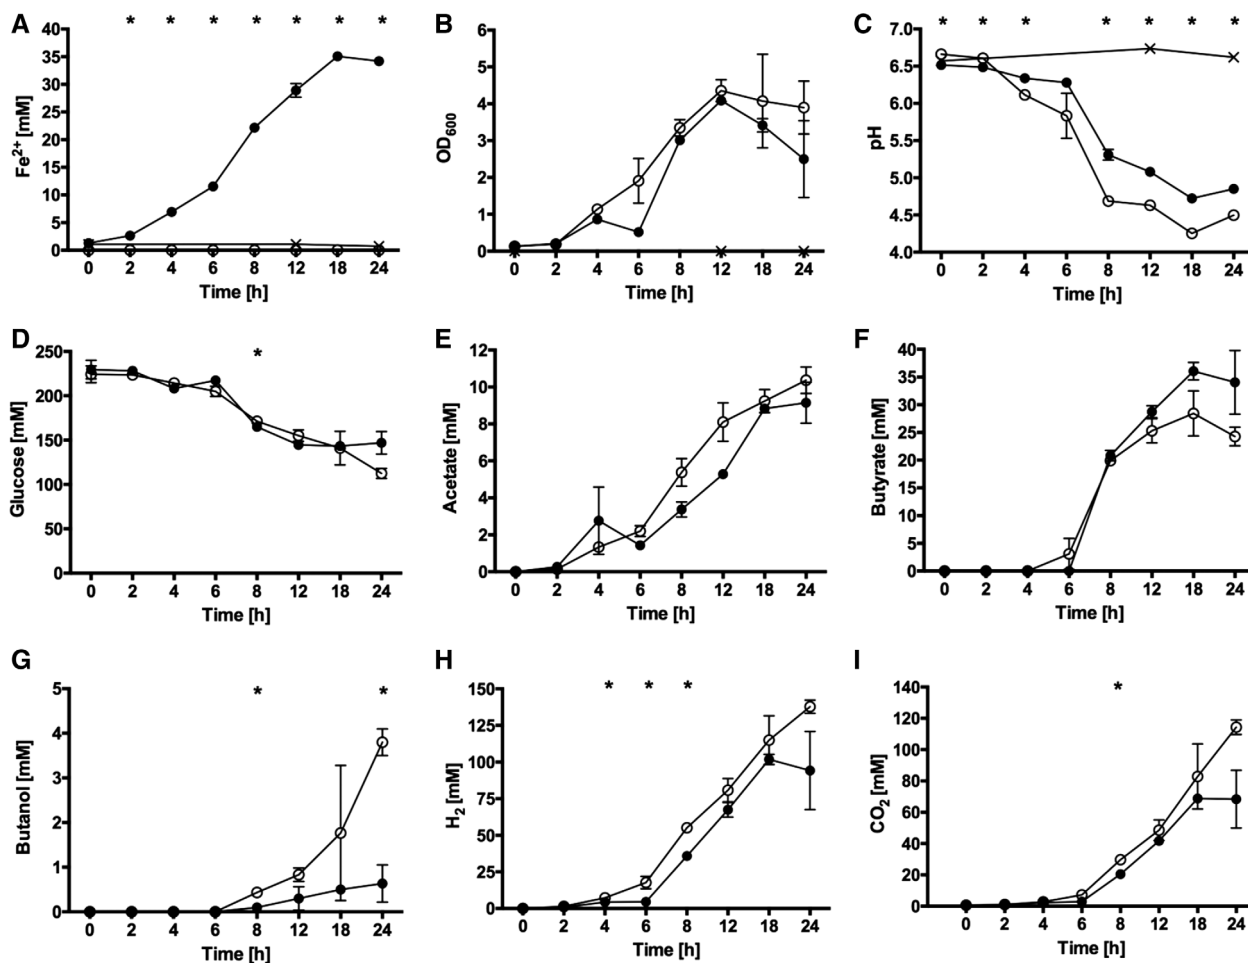 A
* * * * * * *
Fe2+ [mM]
40
35
30
25
20
15
10
5
0
0 2 4 6 8 12 18 24
Time [h]
B
OD600
6
5
4
3
2
1
0
0 2 4 6 8 12 18 24
Time [h]
C
* * * * * * *
pH
7.0
6.5
6.0
5.5
5.0
4.5
4.0
0 2 4 6 8 12 18 24
Time [h]
D
*
Glucose [mM]
250
200
150
100
50
0
0 2 4 6 8 12 18 24
Time [h]
E
Acetate [mM]
12
10
8
6
4
2
0
0 2 4 6 8 12 18 24
Time [h]
F
Butyrate [mM]
40
35
30
25
20
15
10
5
0
0 2 4 6 8 12 18 24
Time [h]
G
* *
Butanol [mM]
5
4
3
2
1
0
0 2 4 6 8 12 18 24
Time [h]
H
* * *
H2 [mM]
150
125
100
75
50
25
0
0 2 4 6 8 12 18 24
Time [h]
I
*
CO2 [mM]
140
120
100
80
60
40
20
0
0 2 4 6 8 12 18 24
Time [h]